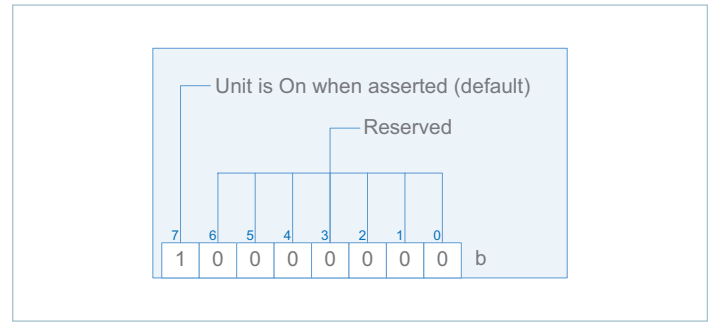 Unit is On when asserted (default)
Reserved
7 6 5 4 3 2 1 0
1 0 0 0 0 0 0 0 b